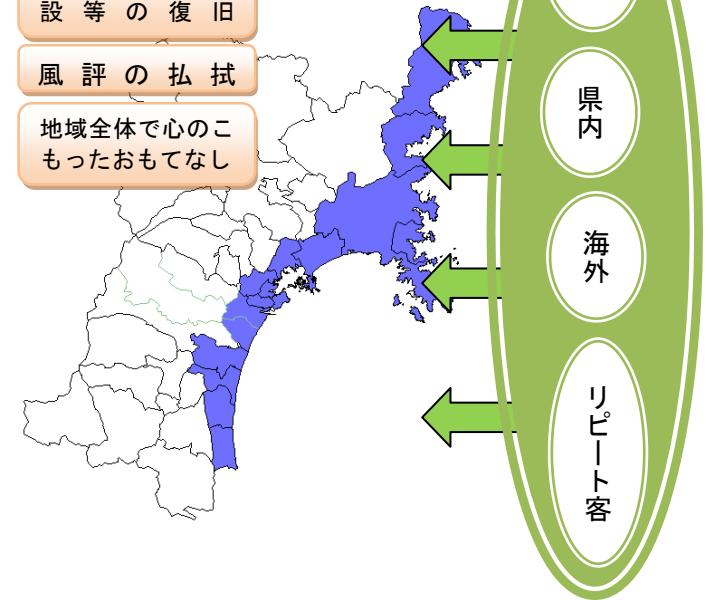 設等の復旧
風評の払拭
地域全体で心のこ
もったおもてなし
県内
海外
リピート客